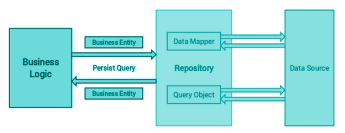 Business
Logic
Business Entity
Persist Query
Business Entity
Data Mapper
Repository
Query Object
Data Source